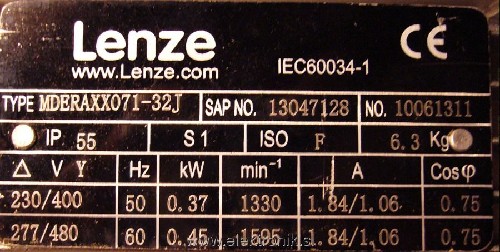 Lenze
www.Lenze.com
IEC60034-1
CE
TYPE MDERAXX071-32J SAP NO. 13047128 NO. 10061311
IP 55 S 1 ISO F 6.3 Kg
Δ V Y Hz kW min⁻¹ A Cosφ
230/400 50 0.37 1330 1.84/1.06 0.75
277/480 60 0.45 1595 1.84/1.06 0.75